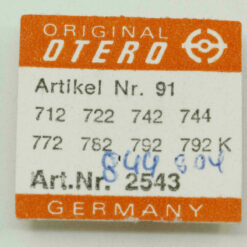 ORIGINAL
OTERO
Artikel Nr. 91
712 722 742 744
772 782 792 792 K
844 804
Art.Nr. 2543
GERMANY